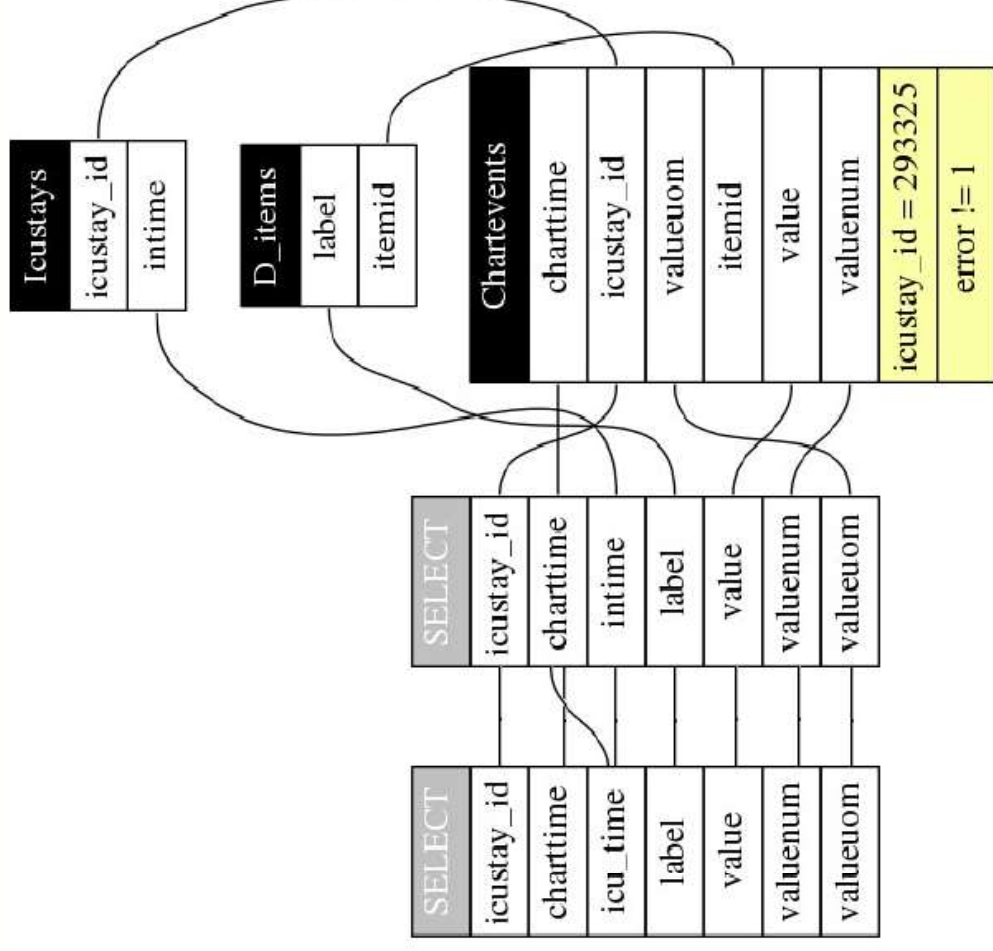 Icustays
icustay_id
intime
D_items
label
itemid
Chartevents
charttime
icustay_id
valueuom
itemid
value
valuenum
icustay_id = 293325
error != 1
SELECT
icustay_id
charttime
intime
label
value
valuenum
valueuom
SELECT
icustay_id
charttime
icu_time
label
value
valuenum
valueuom